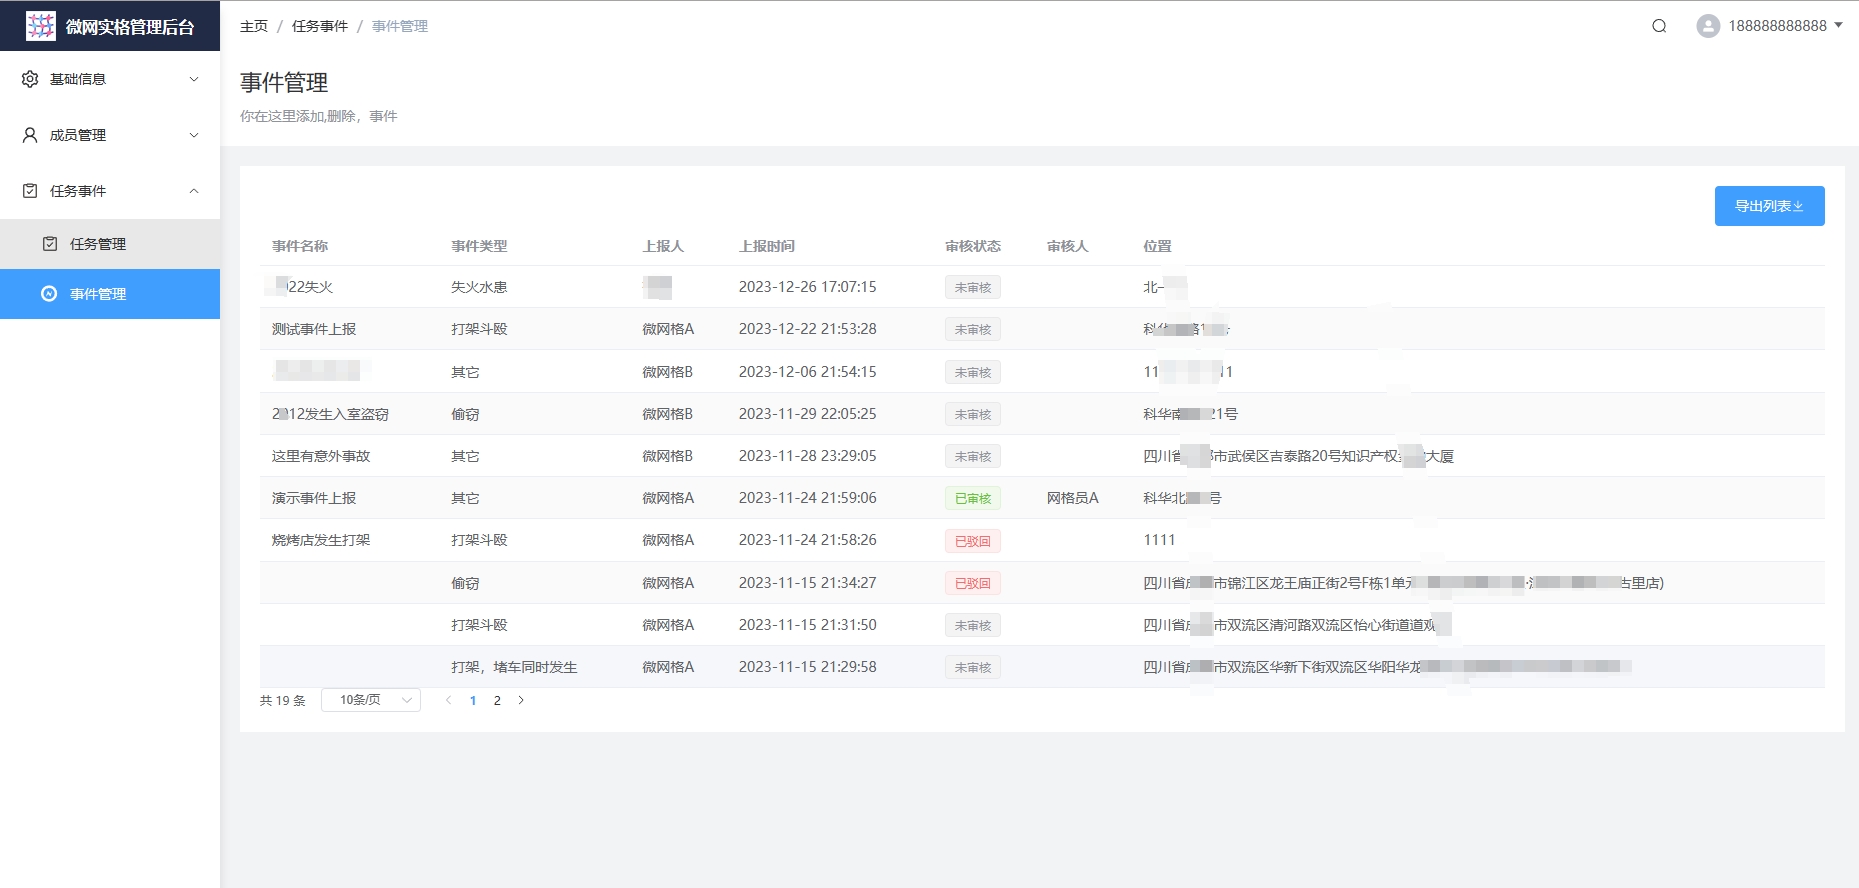 微网实格管理后台
主页 / 任务事件 / 事件管理
188888888888
基础信息
成员管理
任务事件
任务管理
事件管理
事件管理
你在这里添加,删除，事件
导出列表
事件名称 事件类型 上报人 上报时间 审核状态 审核人 位置
22失火 失火水患 2023-12-26 17:07:15 未审核 北一
测试事件上报 打架斗殴 微网格A 2023-12-22 21:53:28 未审核 科
其它 微网格B 2023-12-06 21:54:15 未审核 11 11
2 12发生入室盗窃 偷窃 微网格B 2023-11-29 22:05:25 未审核 科华南 21号
这里有意外事故 其它 微网格B 2023-11-28 23:29:05 未审核 四川省 市武侯区吉泰路20号知识产权 大厦
演示事件上报 其它 微网格A 2023-11-24 21:59:06 已审核 网格员A 科华北 号
烧烤店发生打架 打架斗殴 微网格A 2023-11-24 21:58:26 已驳回 1111
偷窃 微网格A 2023-11-15 21:34:27 已驳回 四川省 市锦江区龙王庙正街2号F栋1单元 古里店)
打架斗殴 微网格A 2023-11-15 21:31:50 未审核 四川省 市双流区清河路双流区怡心街道道观
打架，堵车同时发生 微网格A 2023-11-15 21:29:58 未审核 四川省 市双流区华新下街双流区华阳华龙
共 19 条 10条/页 1 2